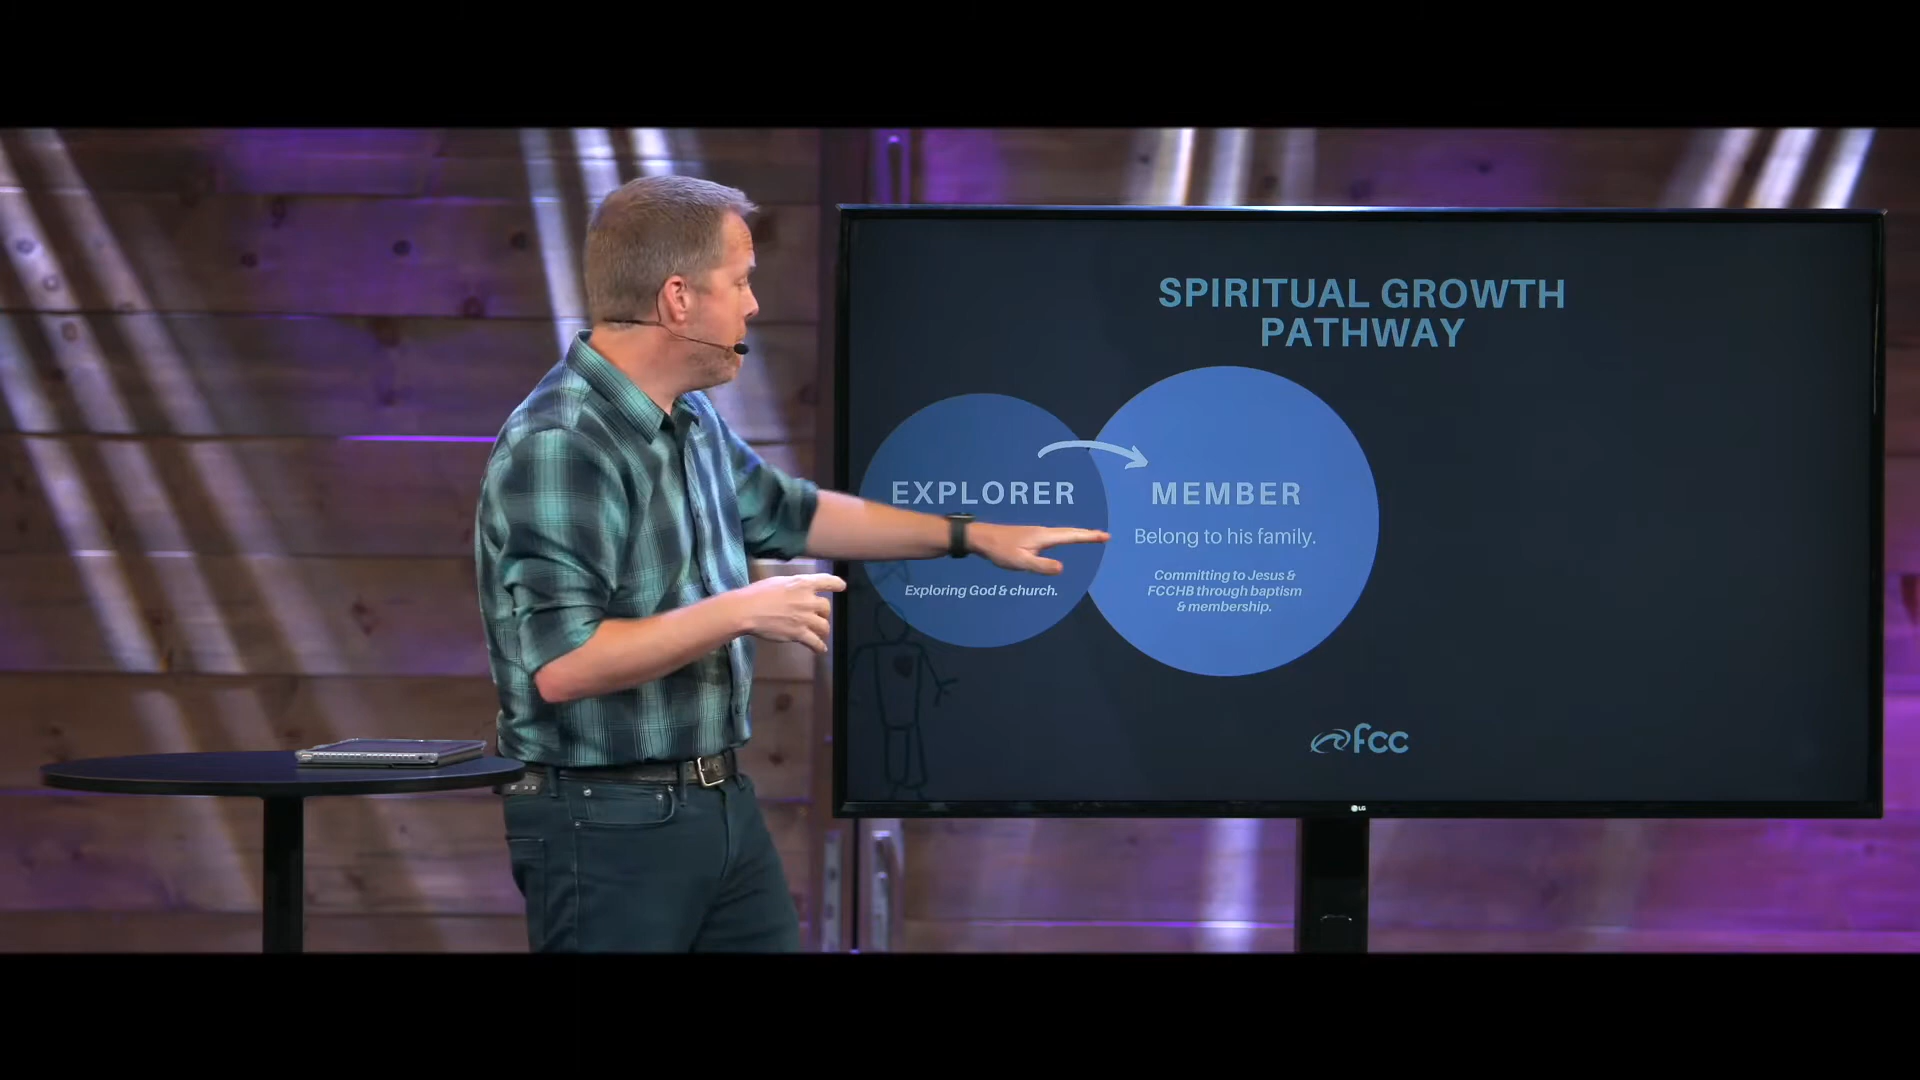 SPIRITUAL GROWTH
PATHWAY
EXPLORER
Exploring God & church.
MEMBER
Belong to his family.
Committing to Jesus &
FCCHB through baptism
& membership.
fcc
LG